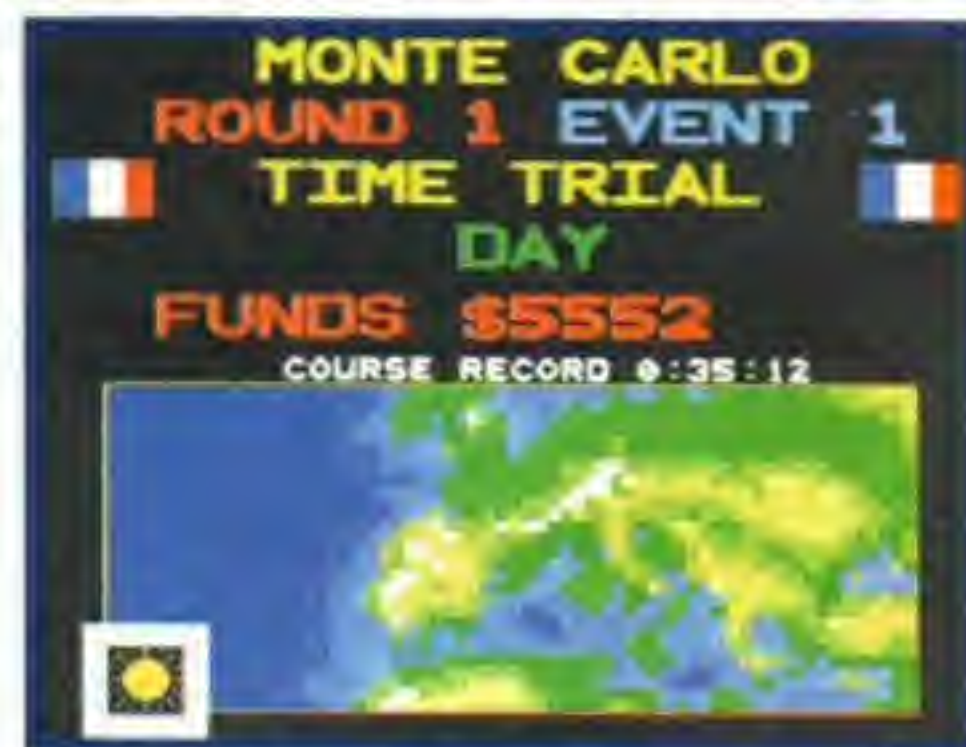 MONTE CARLO
ROUND 1 EVENT 1
TIME TRIAL
DAY
FUNDS $5552
COURSE RECORD 0:35:12